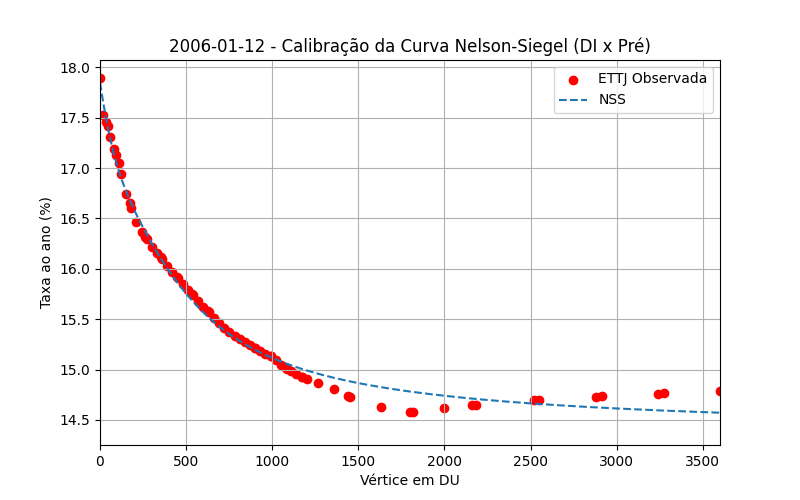 2006-01-12 - Calibração da Curva Nelson-Siegel (DI x Pré)
ETTJ Observada
NSS
Taxa ao ano (%)
18.0
17.5
17.0
16.5
16.0
15.5
15.0
14.5
0 500 1000 1500 2000 2500 3000 3500
Vértice em DU